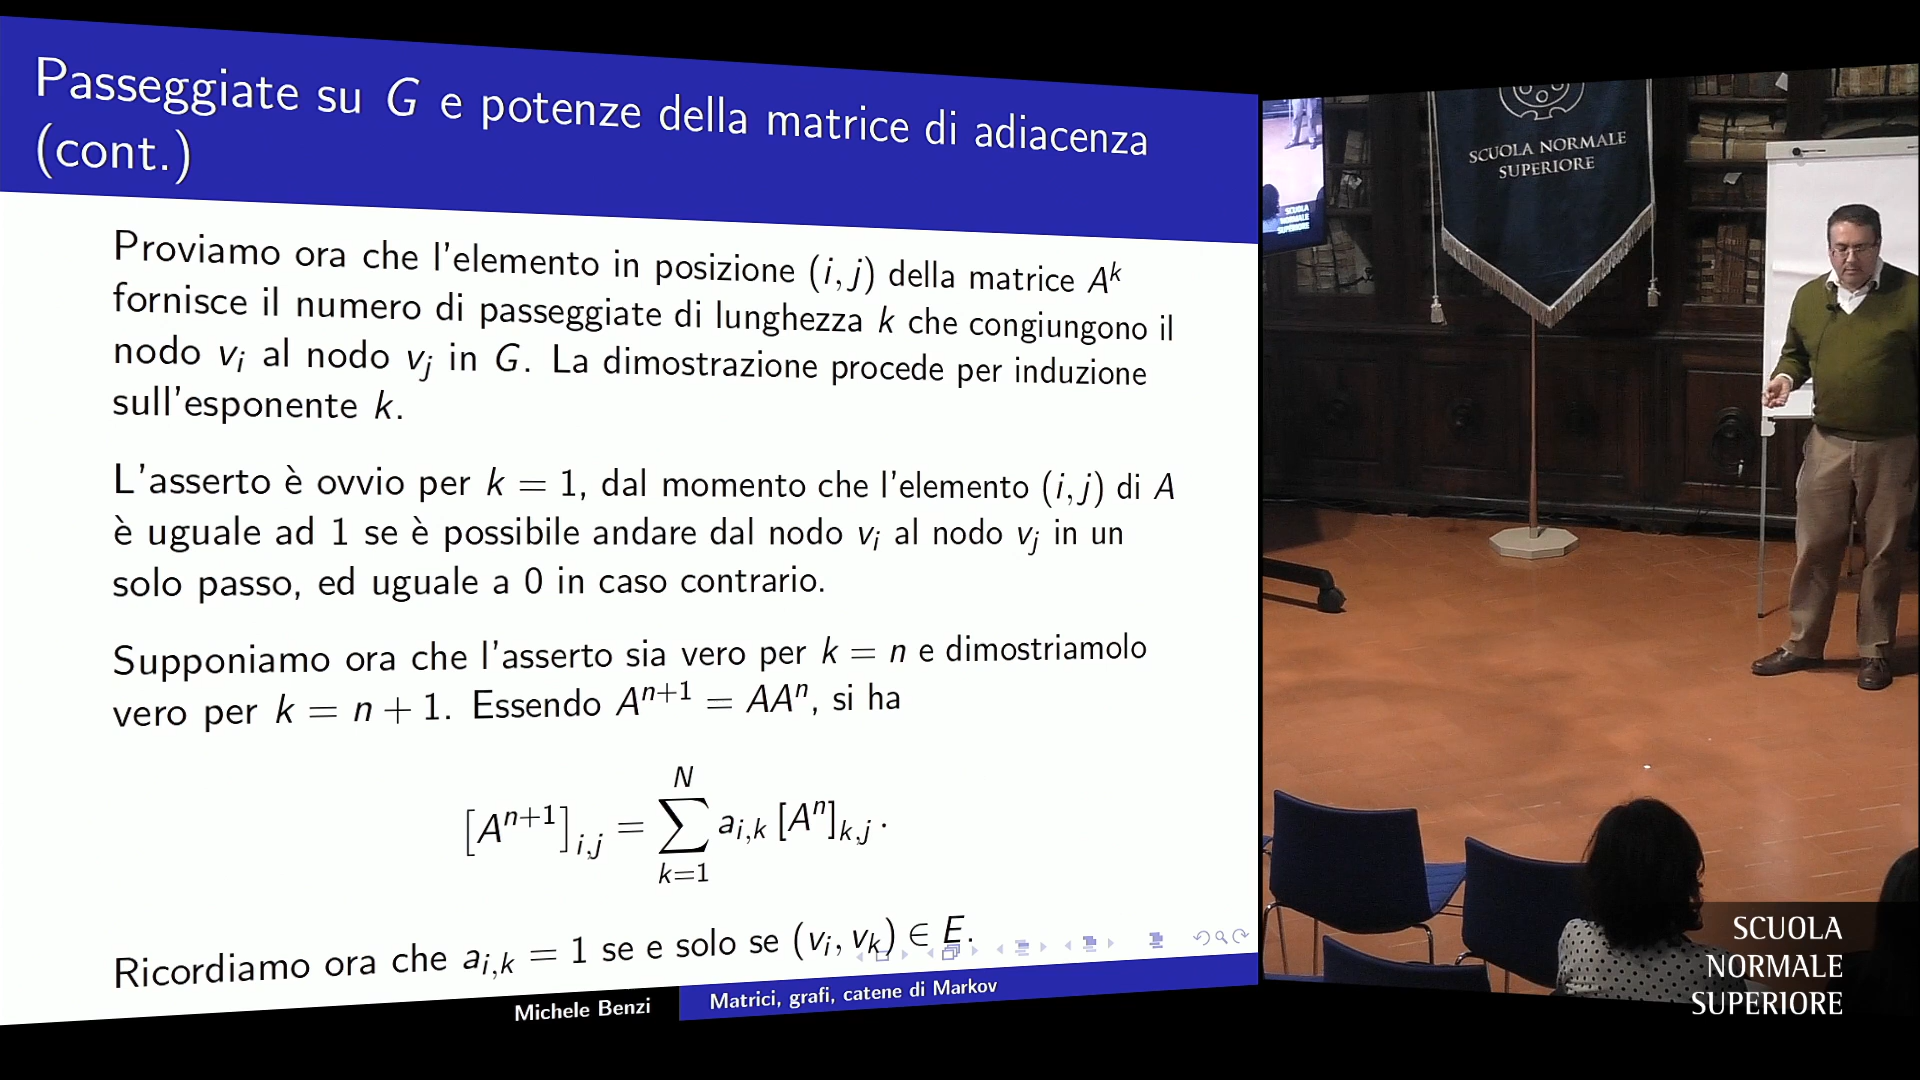 Passeggiate su G e potenze della matrice di adiacenza
(cont.)
Proviamo ora che l'elemento in posizione (i, j) della matrice A^k
fornisce il numero di passeggiate di lunghezza k che congiungono il
nodo v_i al nodo v_j in G. La dimostrazione procede per induzione
sull'esponente k.
L'asserto è ovvio per k = 1, dal momento che l'elemento (i, j) di A
è uguale ad 1 se è possibile andare dal nodo v_i al nodo v_j in un
solo passo, ed uguale a 0 in caso contrario.
Supponiamo ora che l'asserto sia vero per k = n e dimostriamolo
vero per k = n + 1. Essendo A^{n+1} = AA^n, si ha
[A^{n+1}]_{i,j} = \sum_{k=1}^{N} a_{i,k} [A^n]_{k,j}.
Ricordiamo ora che a_{i,k} = 1 se e solo se (v_i, v_k) ∈ E.
Michele Benzi
Matrici, grafi, catene di Markov
SCUOLA NORMALE
SUPERIORE
SCUOLA
NORMALE
SUPERIORE
SCUOLA
NORMALE
SUPERIORE